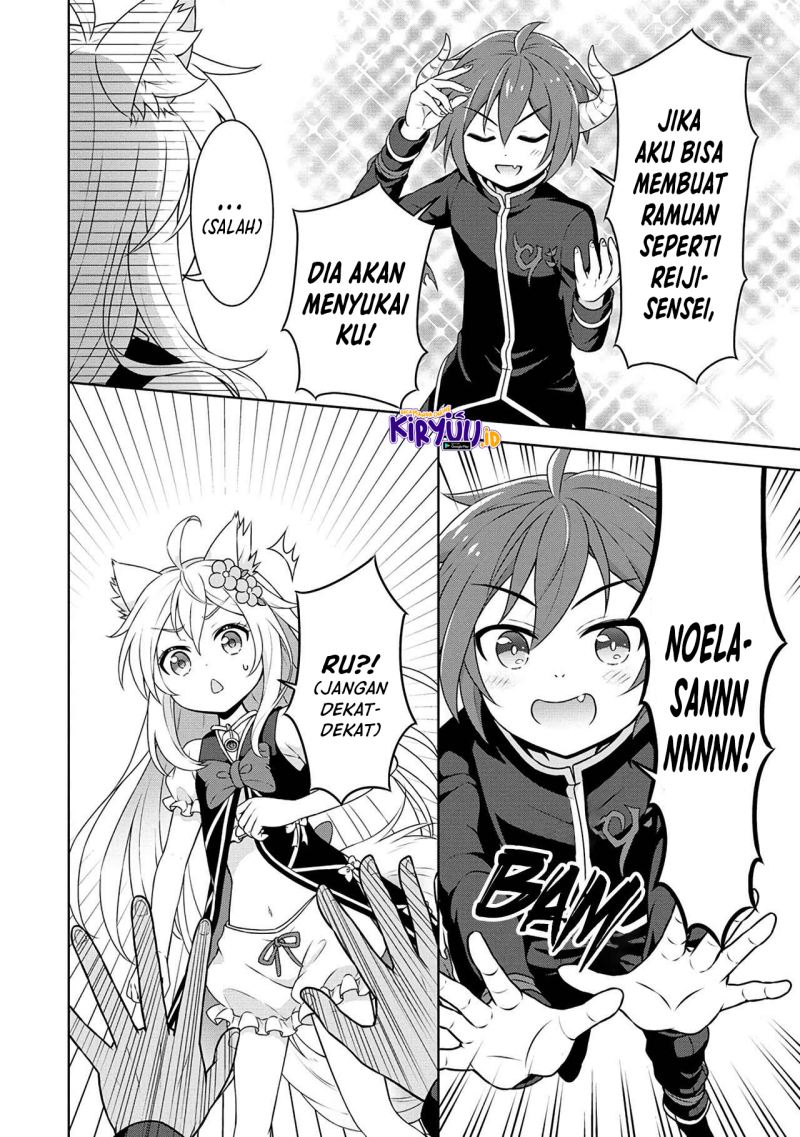 JIKA
AKU BISA
MEMBUAT
RAMUAN
SEPERTI
REIJI-
SENSEI,
DIA AKAN
MENYUKAI
KU!
...
(SALAH)
KIRYUU.ID
NOELA-
SANNN
NNNNN!
BAM
RU?!
(JANGAN
DEKAT-
DEKAT)